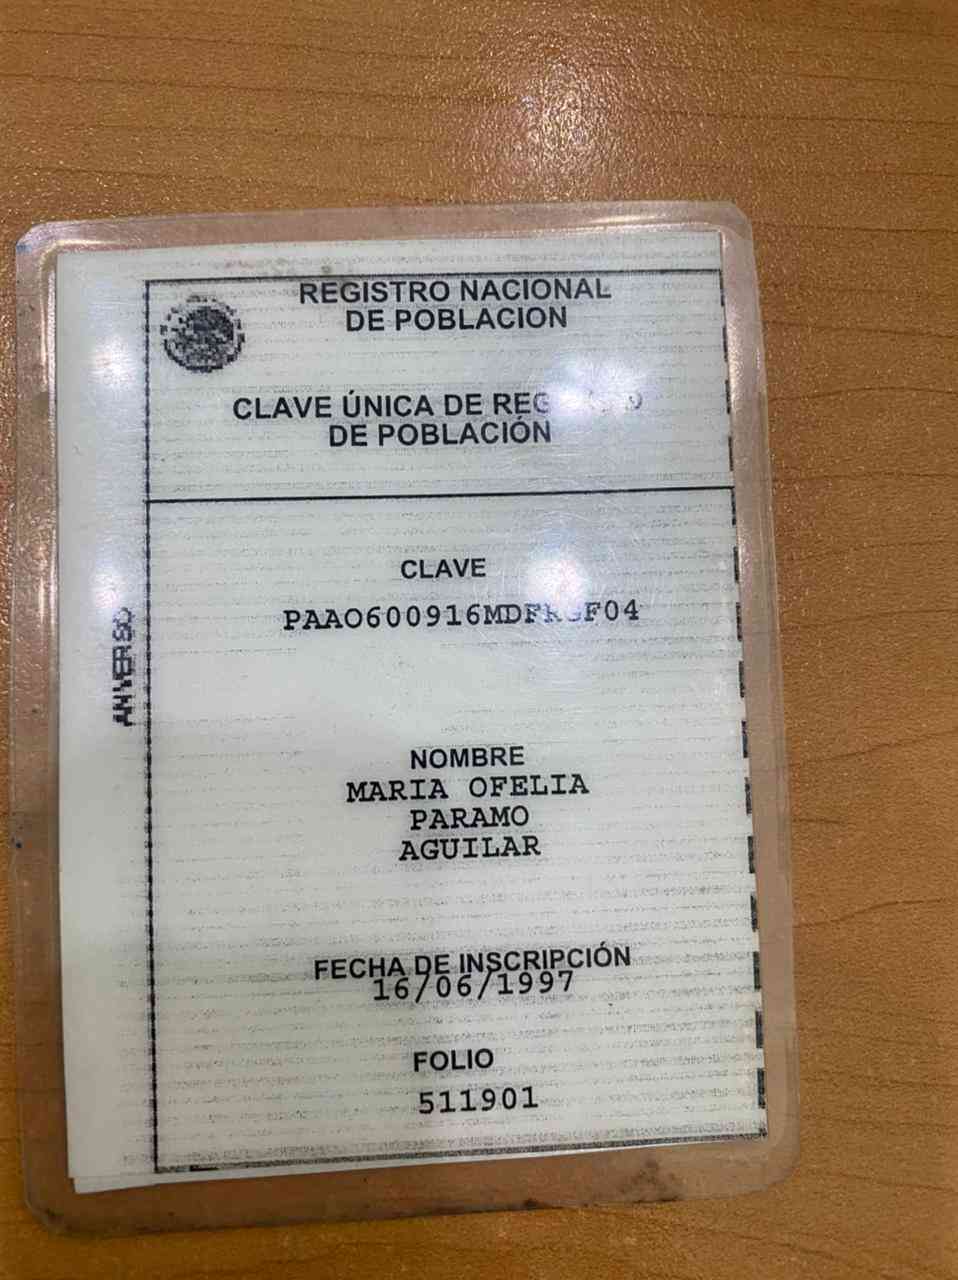 REGISTRO NACIONAL
DE POBLACION
CLAVE ÚNICA DE
DE POBLACIÓN
CLAVE
NOMBRE
MARIA OFELIA
PARAMO
AGUILAR
FECHA DE INSCRIPCIÓN
16/06/1997
FOLIO
511901
ANVERSO